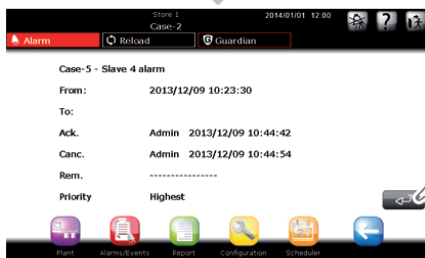 Store 1
2014/01/01 12:00
Case-2
?
Alarm
Reload
Guardian
Case-5 - Slave 4 alarm
From: 2013/12/09 10:23:30
To:
Ack. Admin 2013/12/09 10:44:42
Canc. Admin 2013/12/09 10:44:54
Rem. ----------------
Priority Highest
Plant
Alarms/Events
Report
Configuration
Scheduler